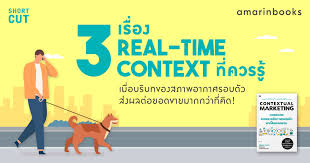 SHORT
CUT
amarinbooks
3 เรื่อง
REAL-TIME
CONTEXT ที่ควรรู้
เมื่อบริบทของสภาพอากาศรอบตัว
ส่งผลต่อยอดขายมากกว่าที่คิด!
CONTEXTUAL
MARKETING